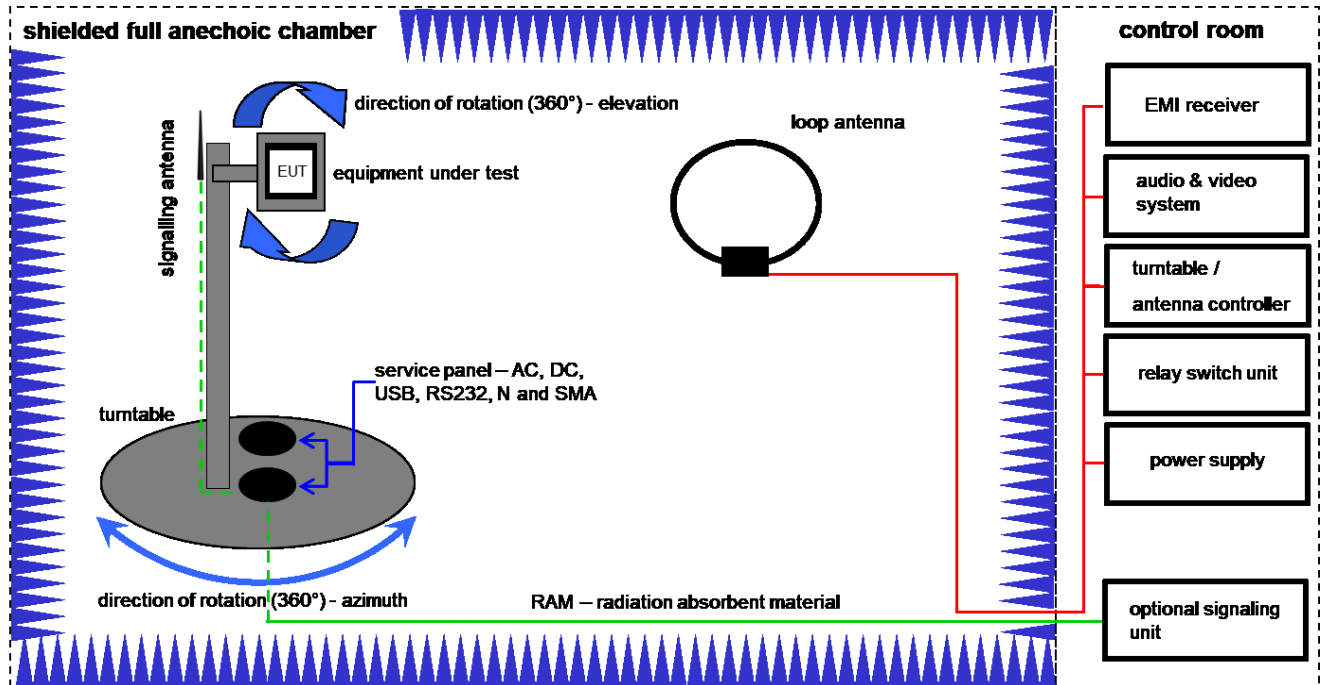 shielded full anechoic chamber
control room
direction of rotation (360°) - elevation
loop antenna
EMI receiver
signalling antenna
EUT
equipment under test
audio & video
system
turntable /
antenna controller
service panel – AC, DC,
USB, RS232, N and SMA
relay switch unit
turntable
power supply
direction of rotation (360°) - azimuth
RAM – radiation absorbent material
optional signaling
unit